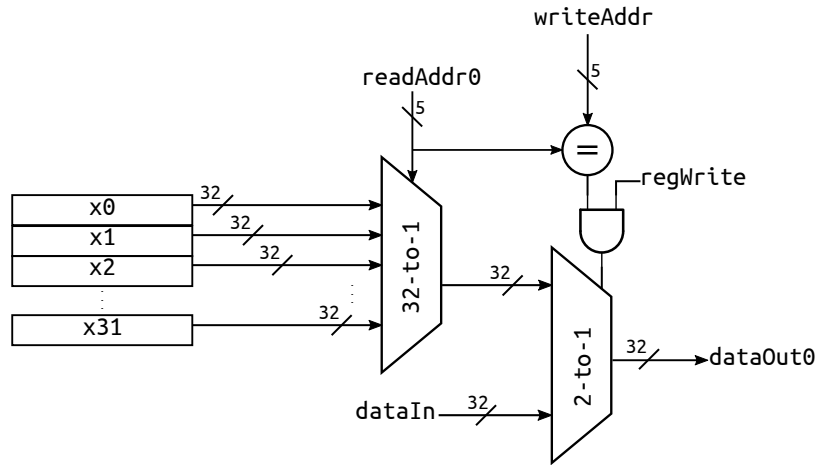 writeAddr
5
readAddr0
5
=
regWrite
x0
32
x1
32
x2
32
x31
32
32-to-1
32
2-to-1
32
dataOut0
dataIn
32